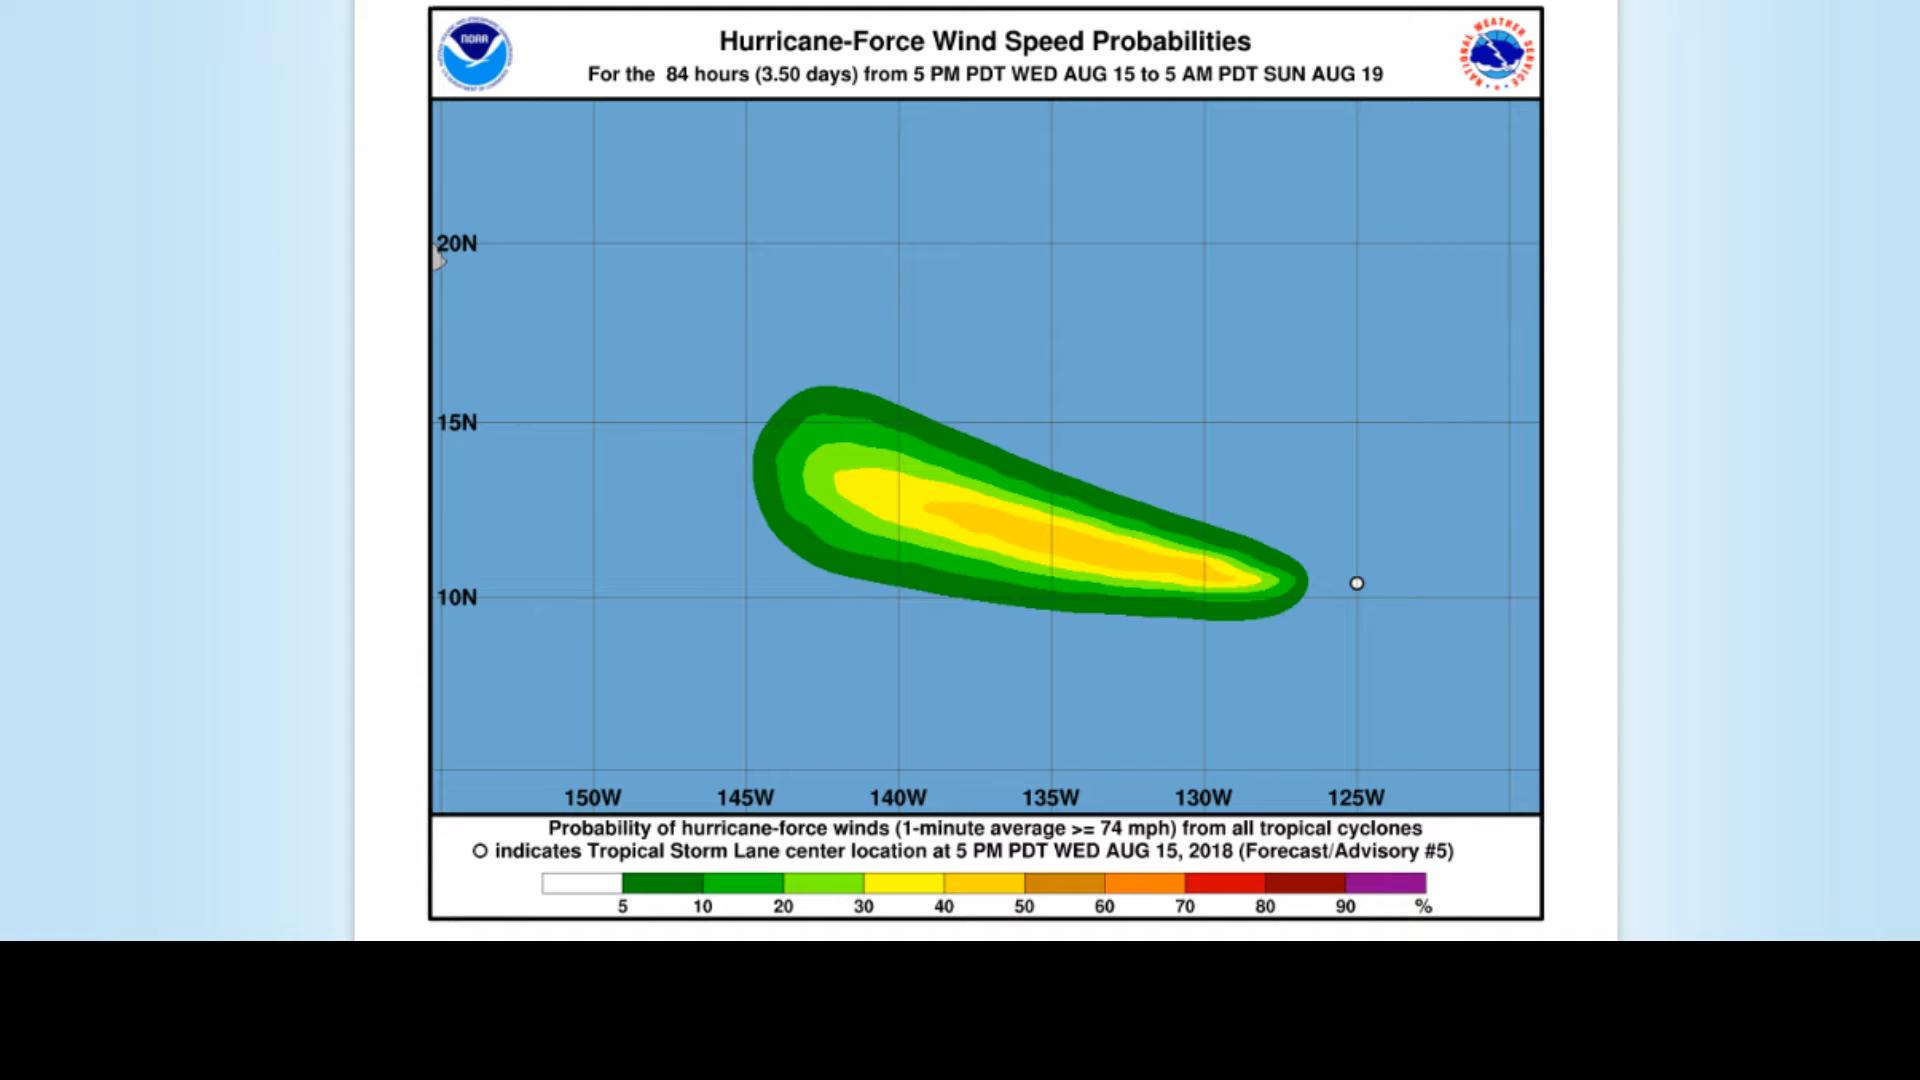 NOAA
NATIONAL WEATHER SERVICE
Hurricane-Force Wind Speed Probabilities
For the 84 hours (3.50 days) from 5 PM PDT WED AUG 15 to 5 AM PDT SUN AUG 19
20N
15N
10N
150W 145W 140W 135W 130W 125W
Probability of hurricane-force winds (1-minute average >= 74 mph) from all tropical cyclones
indicates Tropical Storm Lane center location at 5 PM PDT WED AUG 15, 2018 (Forecast/Advisory #5)
5 10 20 30 40 50 60 70 80 90 %